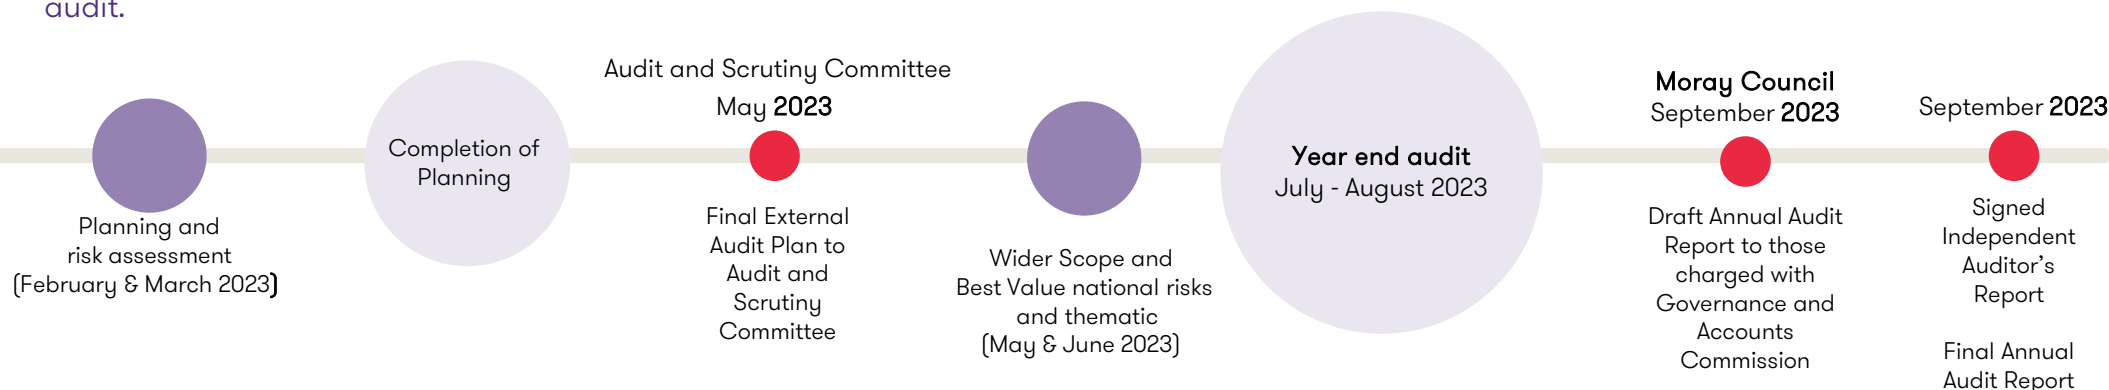 audit.
Planning and
risk assessment
(February & March 2023)
Completion of
Planning
Audit and Scrutiny Committee
May 2023
Final External
Audit Plan to
Audit and
Scrutiny
Committee
Wider Scope and
Best Value national risks
and thematic
(May & June 2023)
Year end audit
July - August 2023
Moray Council
September 2023
Draft Annual Audit
Report to those
charged with
Governance and
Accounts
Commission
September 2023
Signed
Independent
Auditor’s
Report
Final Annual
Audit Report